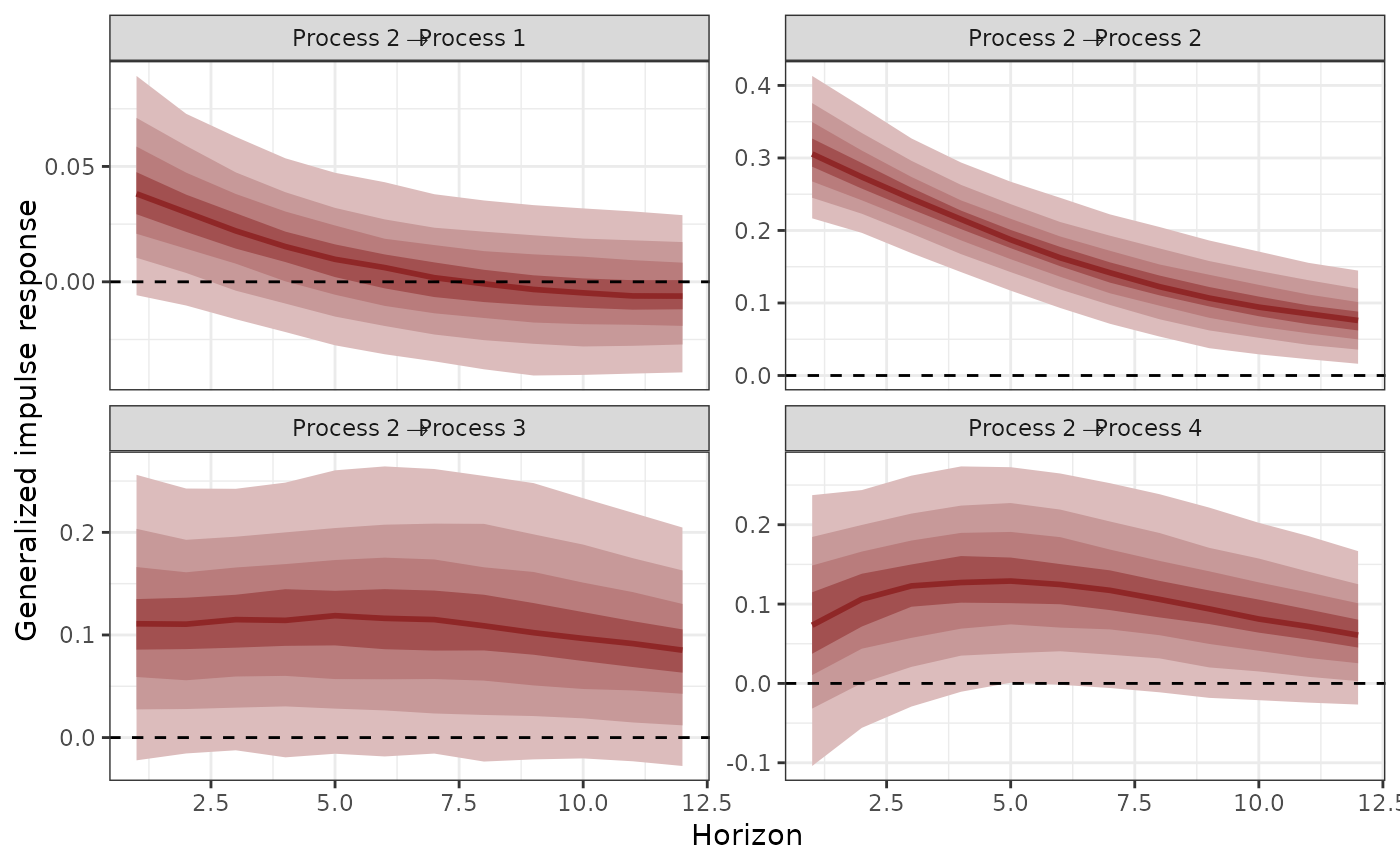 Process 2 → Process 1
Process 2 → Process 2
0.05
0.00
0.4
0.3
0.2
0.1
0.0
Process 2 → Process 3
Process 2 → Process 4
0.2
0.1
0.0
0.2
0.1
0.0
-0.1
2.5 5.0 7.5 10.0 12.5
2.5 5.0 7.5 10.0 12.5
Horizon
Generalized impulse response